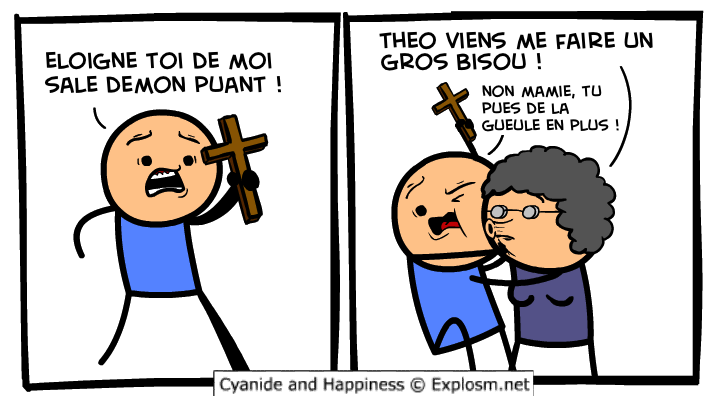 ELOIGNE TOI DE MOI
SALE DEMON PUANT !
THEO VIENS ME FAIRE UN
GROS BISOU !
NON MAMIE, TU
PUES DE LA
GUEULE EN PLUS !
Cyanide and Happiness © Explosm.net